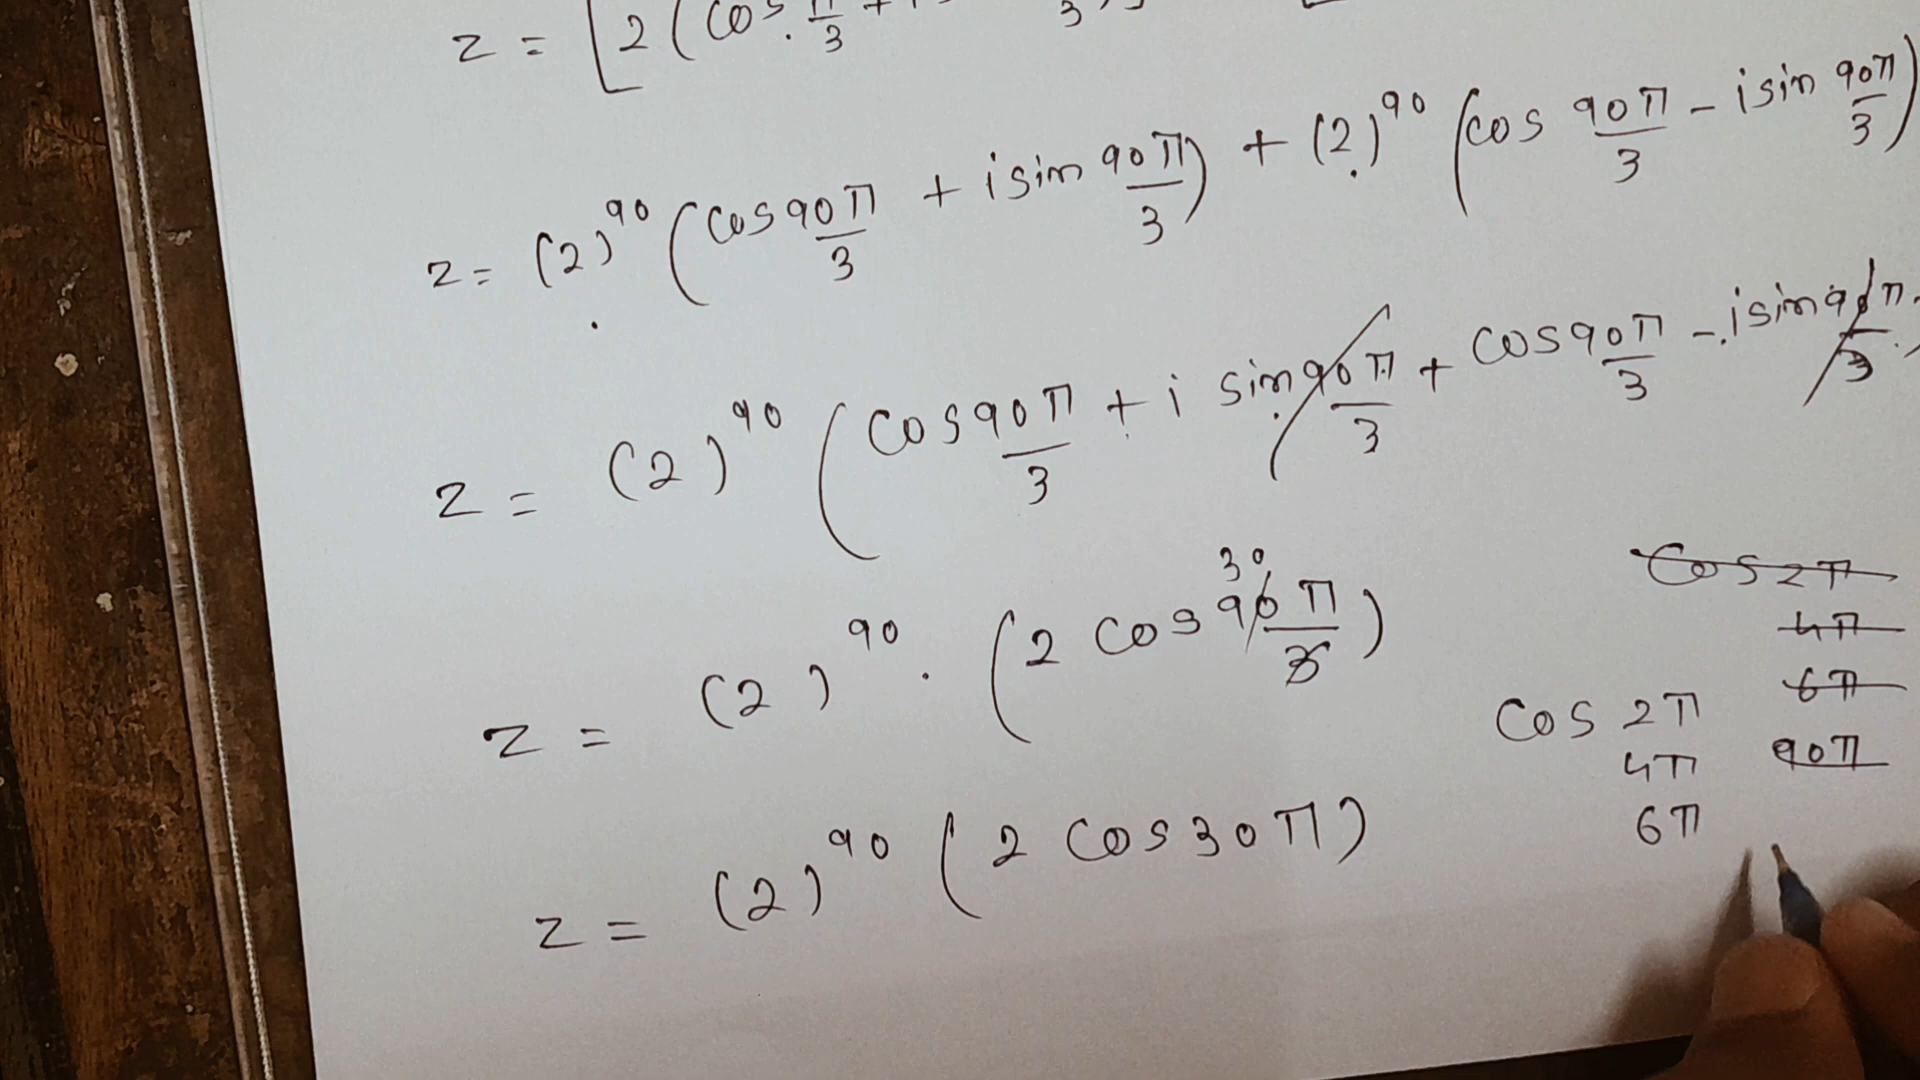 z = [2(cos π/3 + i 3
z = (2)^90 (cos 90π/3 + i sin 90π/3) + (2)^90 (cos 90π/3 - i sin 90π/3)
z = (2)^90 (cos 90π/3 + i sin 90π/3 + cos 90π/3 - i sin 90π/3
z = (2)^90 . (2 cos 90π/3) 30
z = (2)^90 (2 cos 30π)
cos 2π
4π
6π
90π
cos 2π
4π
6π